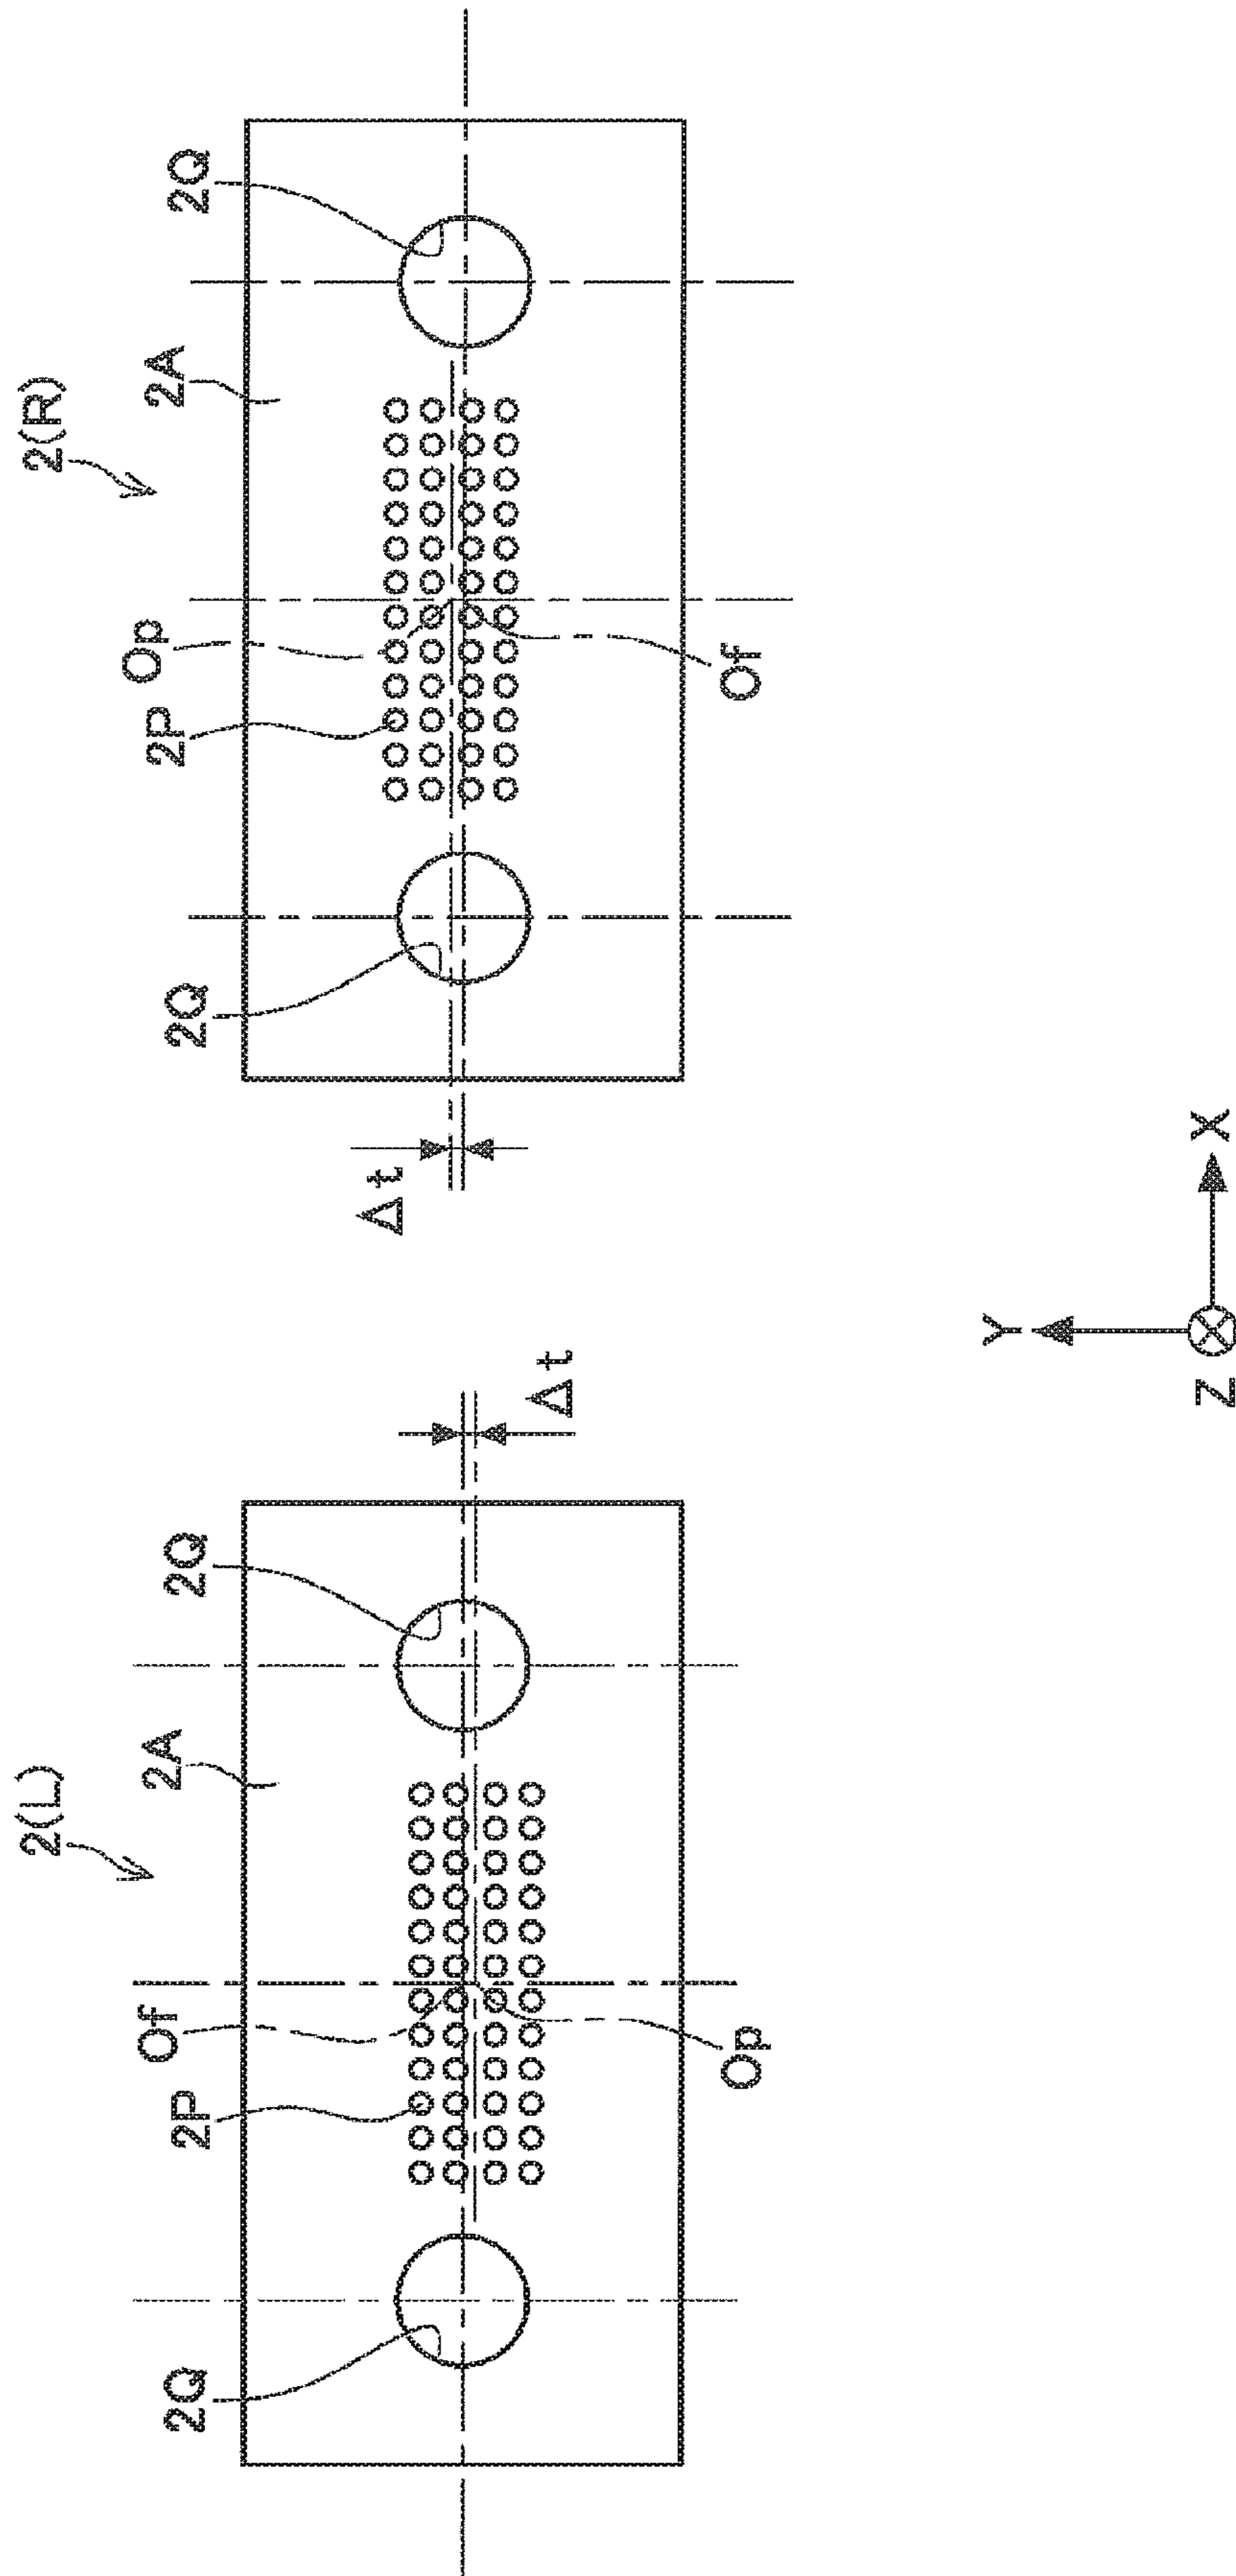 2(L)
2(R)
2Q
2P
Of
2A
2Q
2Q
2P
Op
2A
2Q
Op
Δt
Δt
Of
Y
Z
X